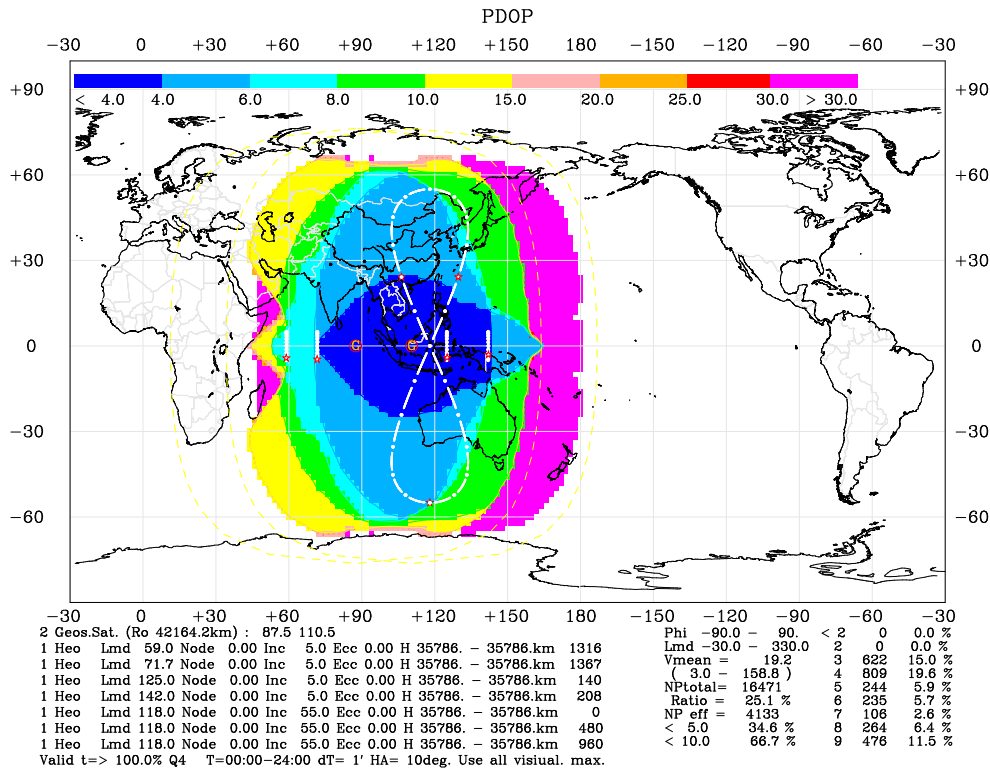 PDOP
−30 0 +30 +60 +90 +120 +150 180 −150 −120 −90 −60 −30
+90 < 4.0 4.0 6.0 8.0 10.0 15.0 20.0 25.0 30.0 > 30.0 +90
+60 +60
+30 +30
0 G G 0
−30 −30
−60 −60
−30 0 +30 +60 +90 +120 +150 180 −150 −120 −90 −60 −30
2 Geos.Sat. (Ro 42164.2km) : 87.5 110.5
1 Heo Lmd 59.0 Node 0.00 Inc 5.0 Ecc 0.00 H 35786. − 35786.km 1316
1 Heo Lmd 71.7 Node 0.00 Inc 5.0 Ecc 0.00 H 35786. − 35786.km 1367
1 Heo Lmd 125.0 Node 0.00 Inc 5.0 Ecc 0.00 H 35786. − 35786.km 140
1 Heo Lmd 142.0 Node 0.00 Inc 5.0 Ecc 0.00 H 35786. − 35786.km 208
1 Heo Lmd 118.0 Node 0.00 Inc 55.0 Ecc 0.00 H 35786. − 35786.km 0
1 Heo Lmd 118.0 Node 0.00 Inc 55.0 Ecc 0.00 H 35786. − 35786.km 480
1 Heo Lmd 118.0 Node 0.00 Inc 55.0 Ecc 0.00 H 35786. − 35786.km 960
Valid t=> 100.0% Q4 T=00:00−24:00 dT= 1′ HA= 10deg. Use all visiual. max.
Phi −90.0 − 90. < 2 0 0.0 %
Lmd −30.0 − 330.0 2 0 0.0 %
Vmean = 19.2 3 622 15.0 %
( 3.0 − 158.8 ) 4 809 19.6 %
NPtotal= 16471 5 244 5.9 %
Ratio = 25.1 % 6 235 5.7 %
NP eff = 4133 7 106 2.6 %
< 5.0 34.6 % 8 264 6.4 %
< 10.0 66.7 % 9 476 11.5 %